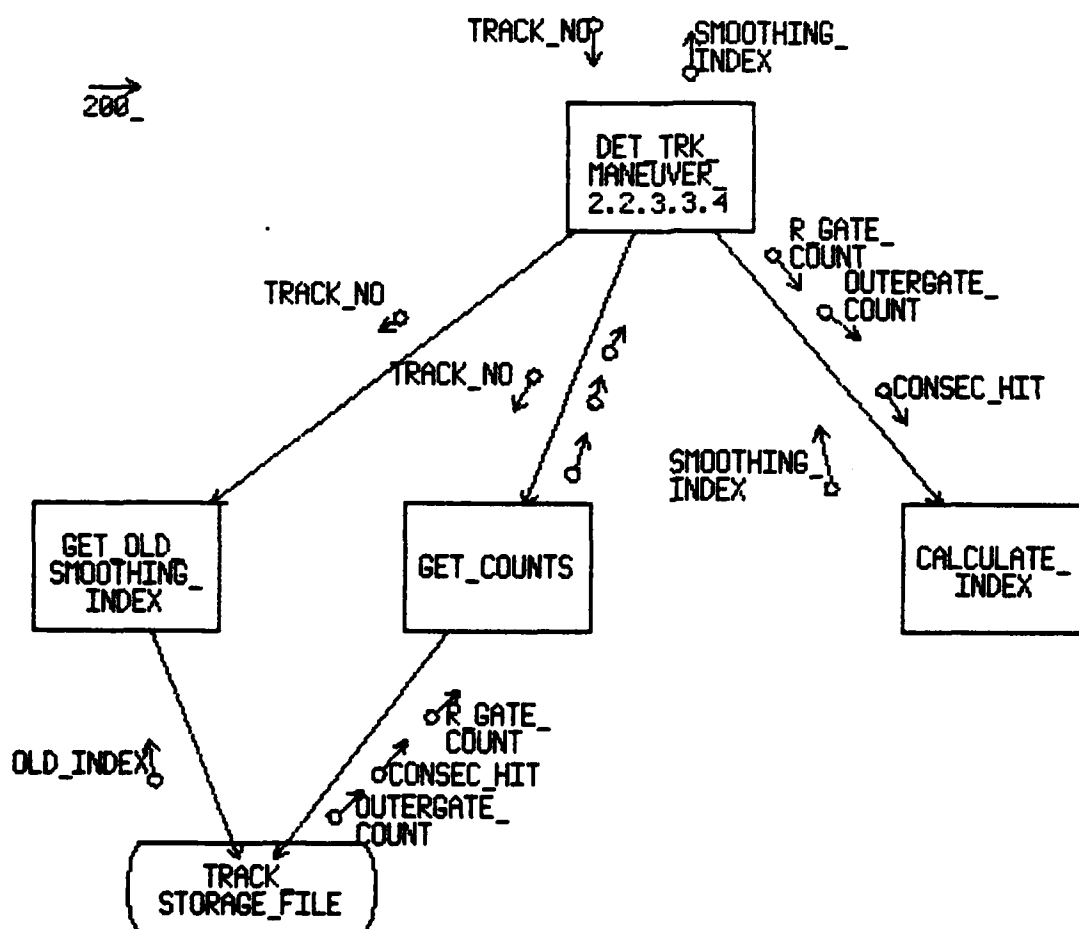 TRACK_NO
SMOOTHING_
INDEX
200_
DET_TRK_
MANEUVER_
2.2.3.3.4
R_GATE_
COUNT
OUTERGATE_
COUNT
TRACK_NO
TRACK_NO
CONSEC_HIT
SMOOTHING_
INDEX
GET_OLD_
SMOOTHING_
INDEX
GET_COUNTS
CALCULATE_
INDEX
R_GATE_
COUNT
OLD_INDEX
CONSEC_HIT
OUTERGATE_
COUNT
TRACK_
STORAGE_FILE